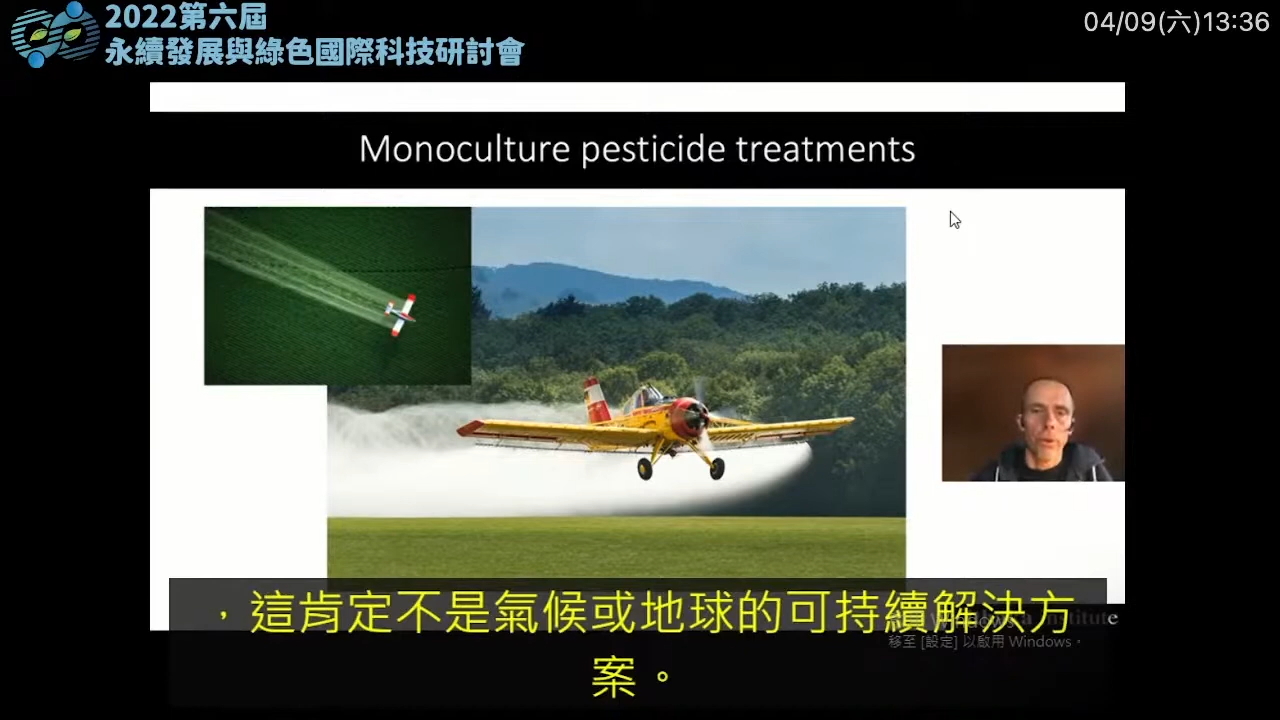 2022第六屆
永續發展與綠色國際科技研討會
04/09(六)13:36
Monoculture pesticide treatments
，這肯定不是氣候或地球的可持續解決方
案。
移至 [設定] 以啟用 Windows。